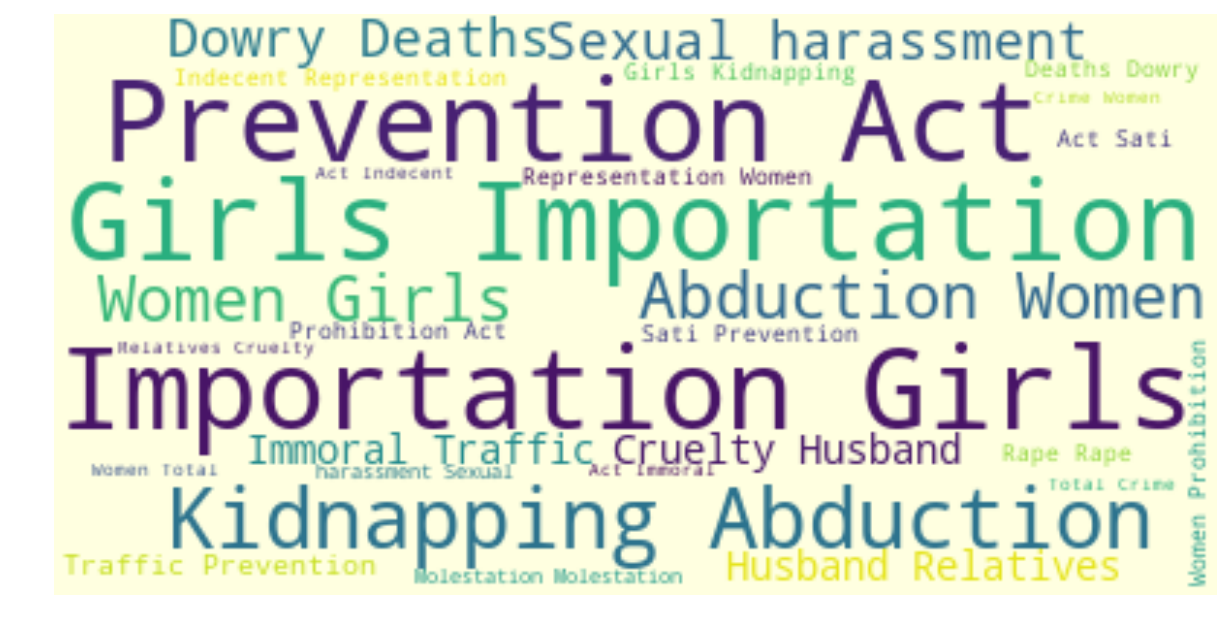 Dowry Deaths Sexual harassment
Indecent Representation Girls Kidnapping Deaths Dowry
Prevention Act Crime Women
Act Sati
Act Indecent Representation Women
Girls Importation
Women Girls Abduction Women
Prohibition Act Sati Prevention
Relatives Cruelty
Importation Girls
Women Prohibition
Immoral Traffic Cruelty Husband Rape Rape
Women Total harassment Sexual Act Immoral
Total Crime
Kidnapping Abduction
Traffic Prevention Molestation Molestation Husband Relatives